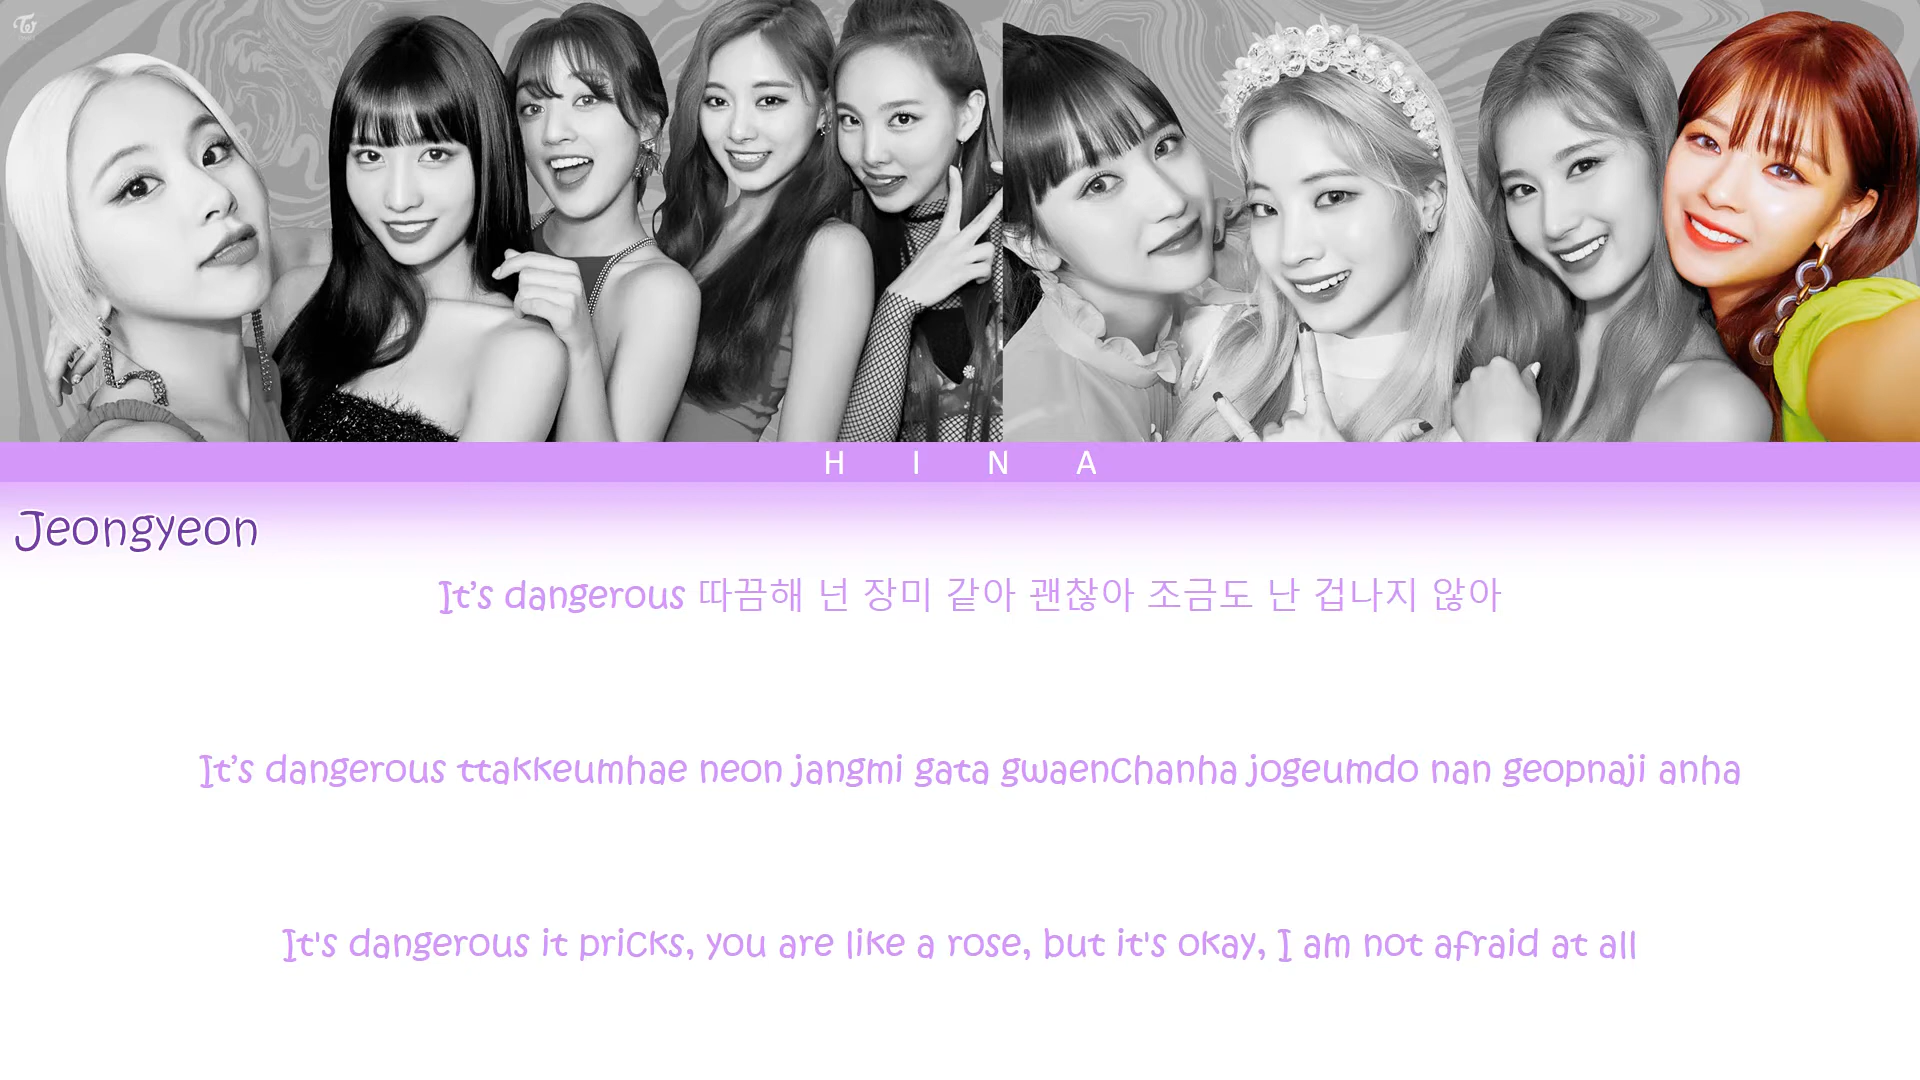 H I N A
Jeongyeon
It’s dangerous 따끔해 넌 장미 같아 괜찮아 조금도 난 겁나지 않아
It’s dangerous ttakkeumhae neon jangmi gata gwaenchanha jogeumdo nan geopnaji anha
It's dangerous it pricks, you are like a rose, but it's okay, I am not afraid at all